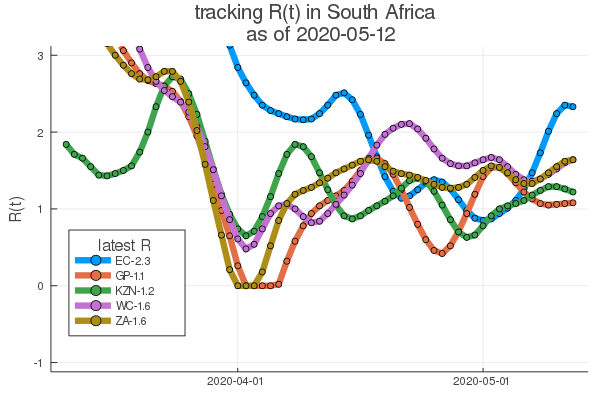 tracking R(t) in South Africa
as of 2020-05-12
3
2
1
0
-1
R(t)
latest R
EC-2.3
GP-1.1
KZN-1.2
WC-1.6
ZA-1.6
2020-04-01
2020-05-01